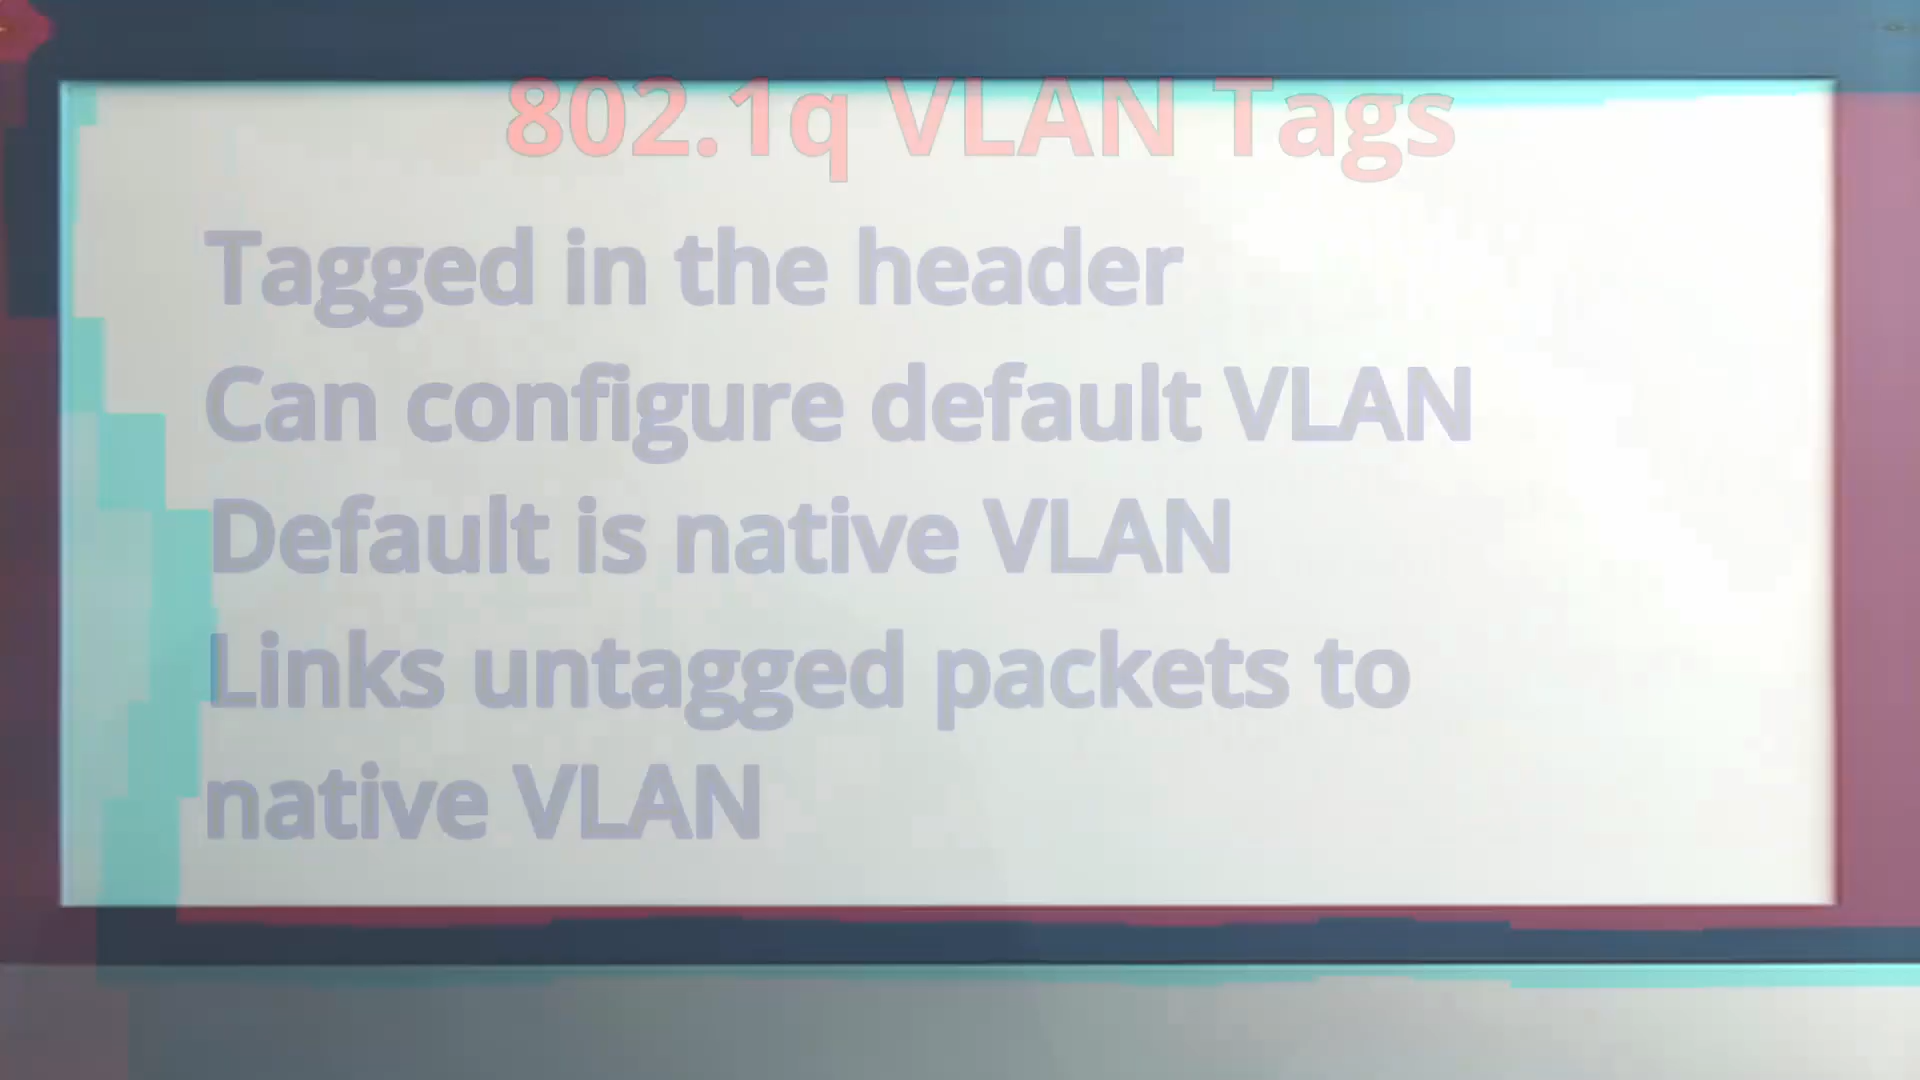 802.1q VLAN Tags
Tagged in the header
Can configure default VLAN
Default is native VLAN
Links untagged packets to
native VLAN